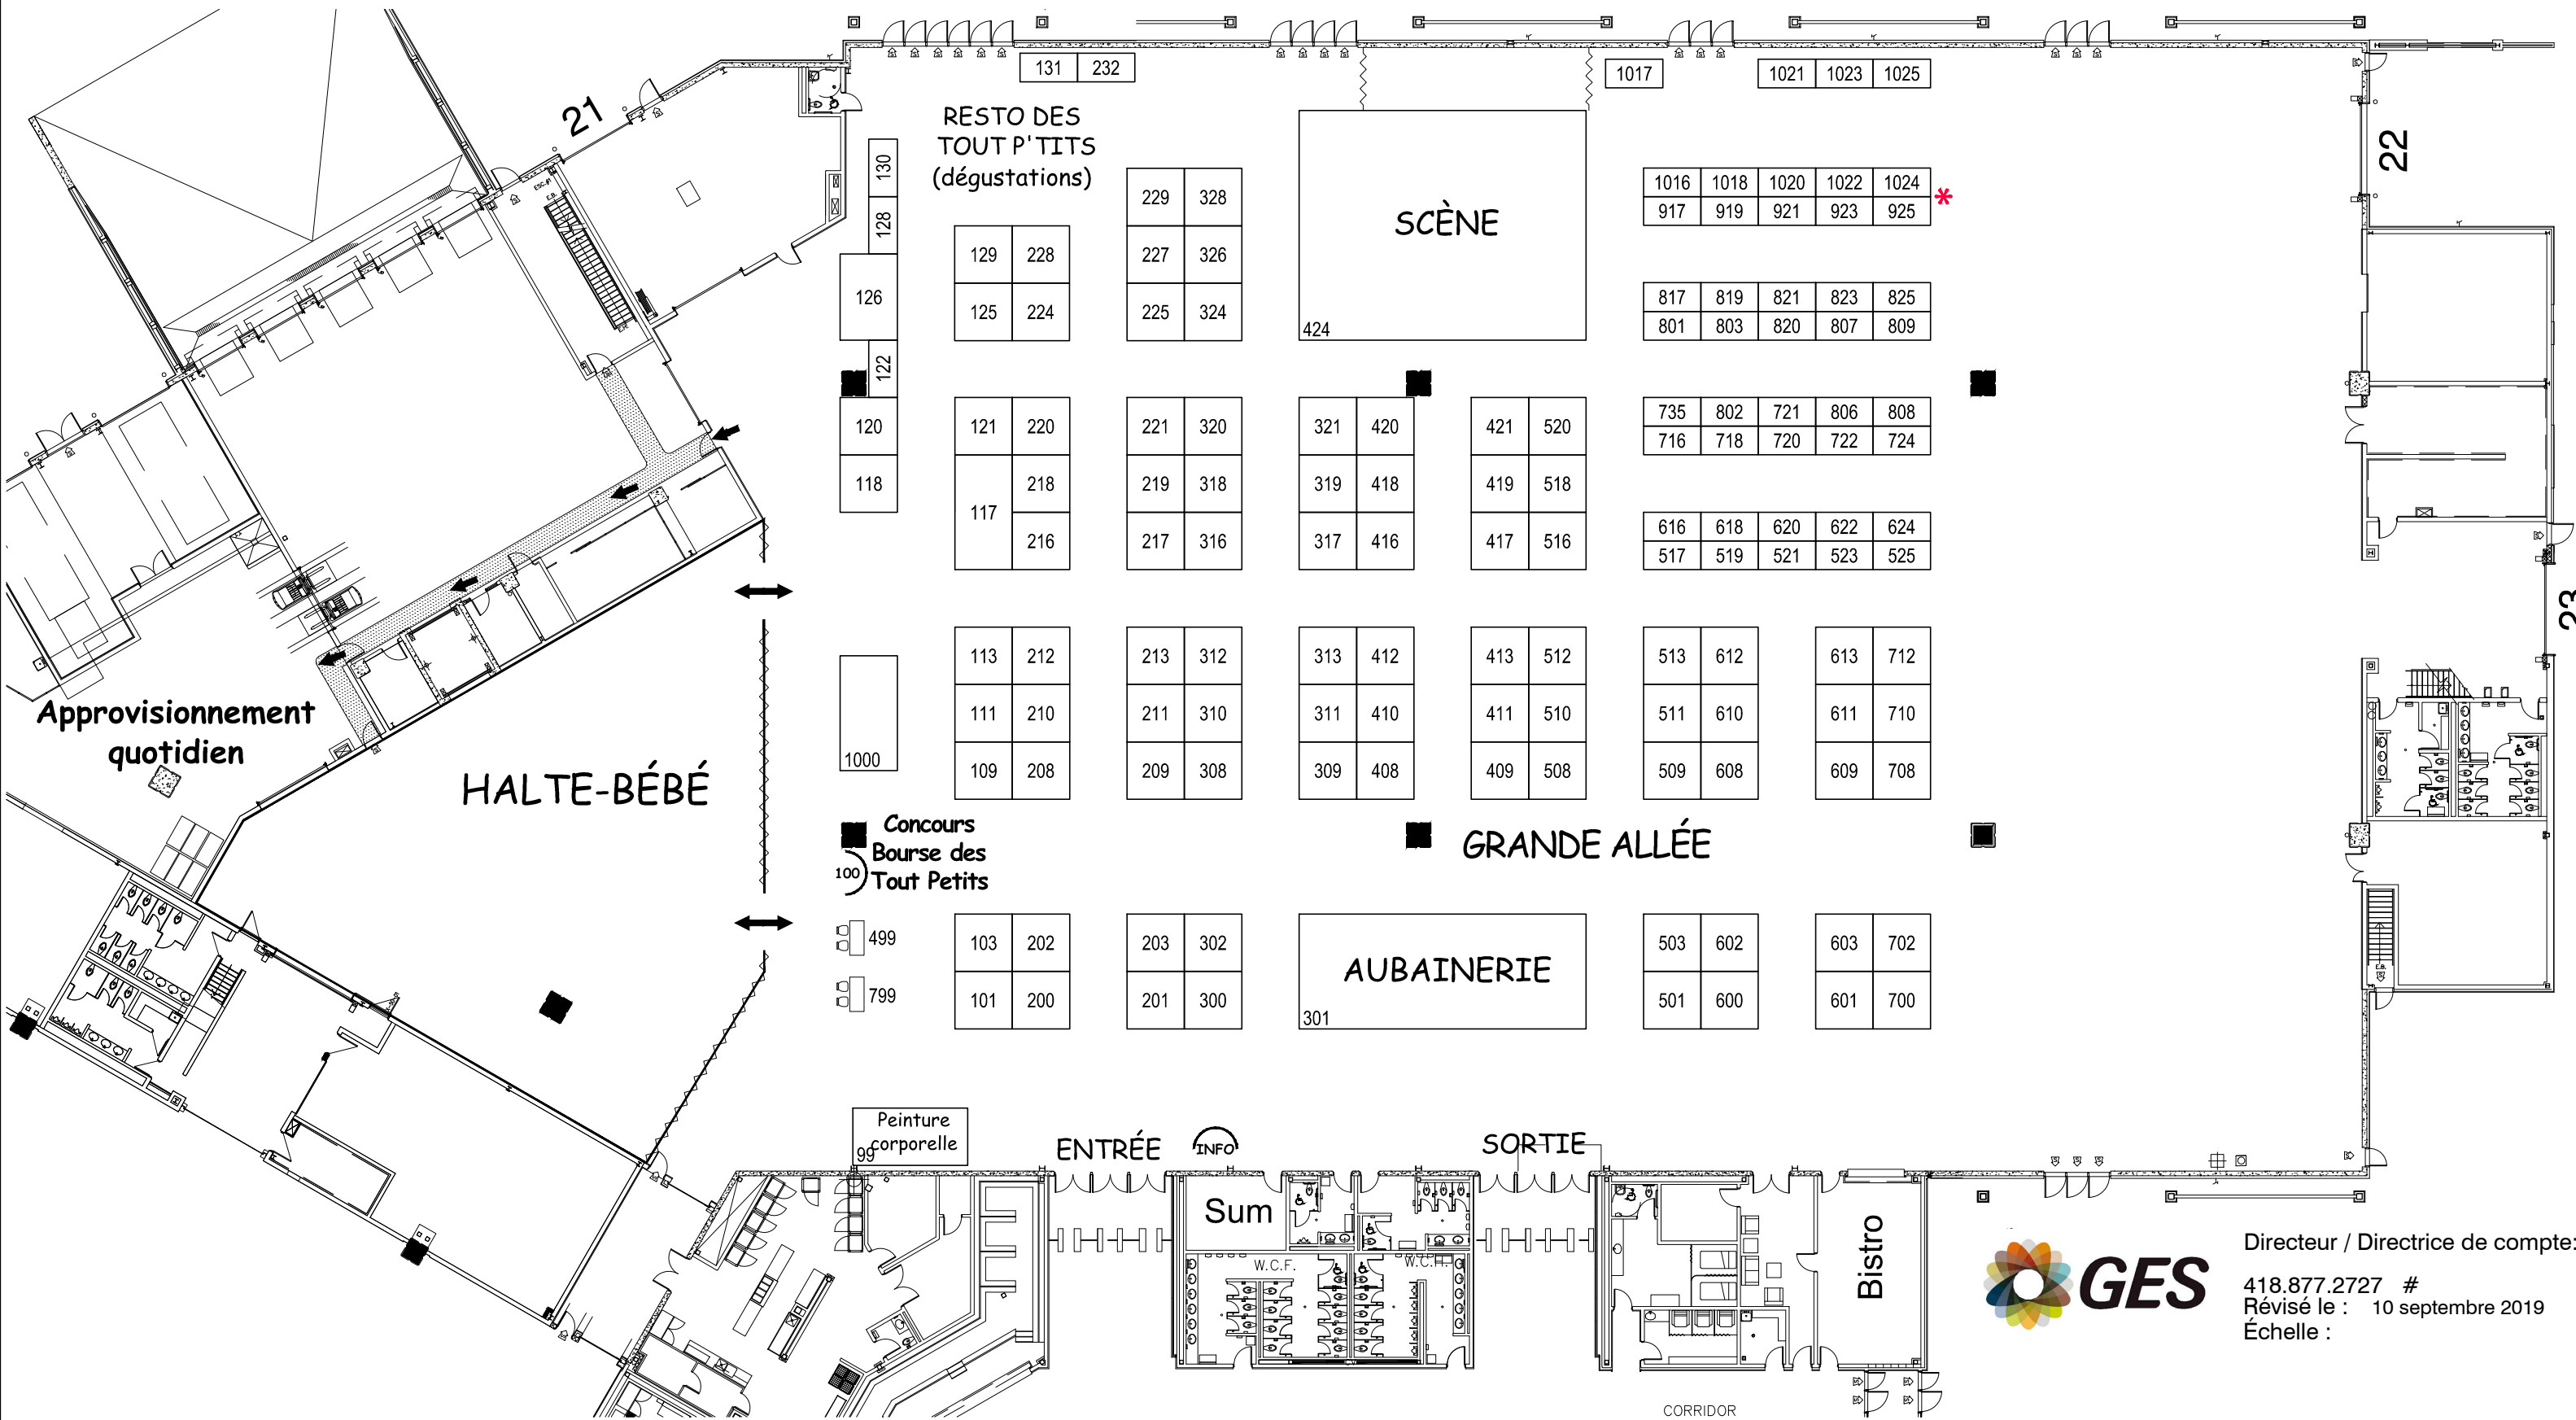 131 232
1017
1021 1023 1025
21
22
23
RESTO DES
TOUT P'TITS
(dégustations)
130
128
126
122
120
118
229 328
227 326
225 324
129 228
125 224
SCÈNE
424
1016 1018 1020 1022 1024 *
917 919 921 923 925
817 819 821 823 825
801 803 820 807 809
735 802 721 806 808
716 718 720 722 724
616 618 620 622 624
517 519 521 523 525
121 220
117
218
216
221 320
219 318
217 316
321 420
319 418
317 416
421 520
419 518
417 516
113 212
111 210
109 208
213 312
211 310
209 308
313 412
311 410
309 408
413 512
411 510
409 508
513 612
511 610
509 608
613 712
611 710
609 708
1000
Approvisionnement
quotidien
HALTE-BÉBÉ
Concours
Bourse des
Tout Petits
100
GRANDE ALLÉE
499
799
103 202
101 200
203 302
201 300
AUBAINERIE
301
503 602
501 600
603 702
601 700
Peinture
corporelle
99
ENTRÉE
INFO
SORTIE
Sum
W.C.F.
Bistro
CORRIDOR
GES
Directeur / Directrice de compte:
418.877.2727 #
Révisé le : 10 septembre 2019
Échelle :